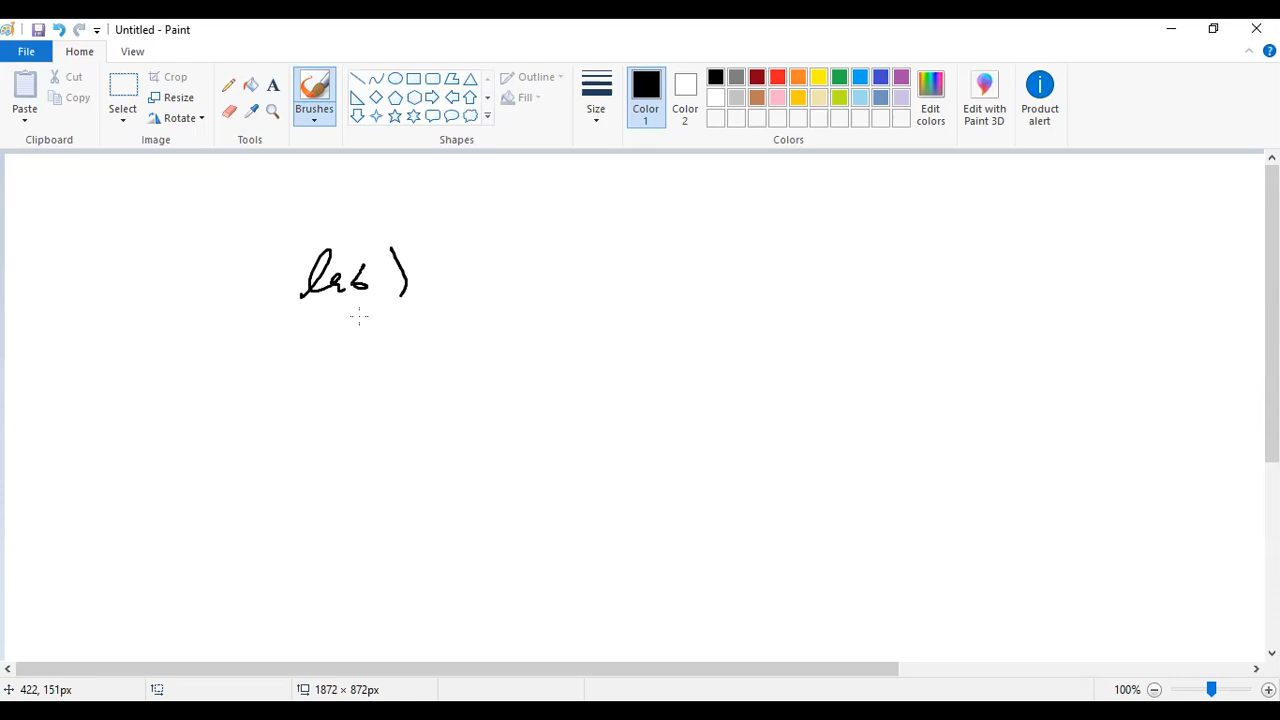 Untitled - Paint
File Home View
Paste Cut Copy Select Crop Resize Rotate Brushes Outline Fill Size Color 1 Color 2 Edit colors Edit with Paint 3D Product alert
Clipboard Image Tools Shapes Colors
lab )
422, 151px 1872 × 872px 100%